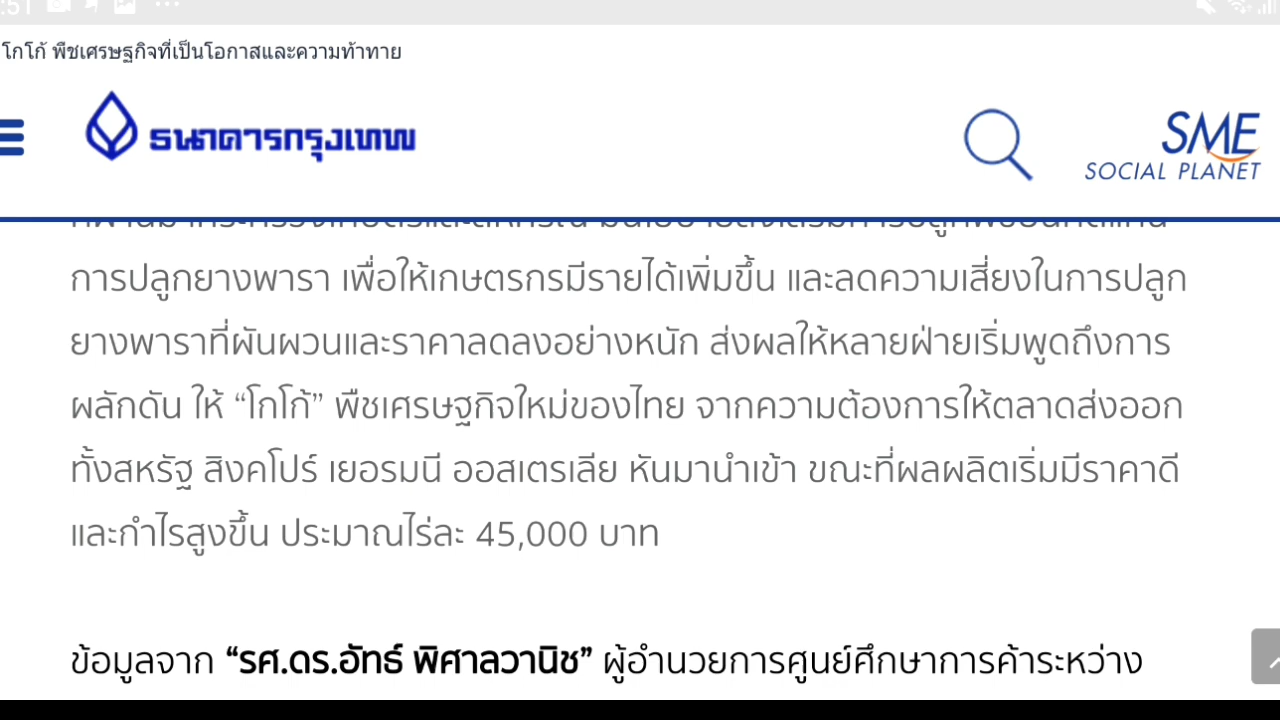 :51
โกโก้ พืชเศรษฐกิจที่เป็นโอกาสและความท้าทาย
ธนาคารกรุงเทพ
SME
SOCIAL PLANET
การปลูกยางพารา เพื่อให้เกษตรกรมีรายได้เพิ่มขึ้น และลดความเสี่ยงในการปลูก
ยางพาราที่ผันผวนและราคาลดลงอย่างหนัก ส่งผลให้หลายฝ่ายเริ่มพูดถึงการ
ผลักดัน ให้ “โกโก้” พืชเศรษฐกิจใหม่ของไทย จากความต้องการให้ตลาดส่งออก
ทั้งสหรัฐ สิงคโปร์ เยอรมนี ออสเตรเลีย หันมานำเข้า ขณะที่ผลผลิตเริ่มมีราคาดี
และกำไรสูงขึ้น ประมาณไร่ละ 45,000 บาท
ข้อมูลจาก “รศ.ดร.อัทธ์ พิศาลวานิช” ผู้อำนวยการศูนย์ศึกษาการค้าระหว่าง